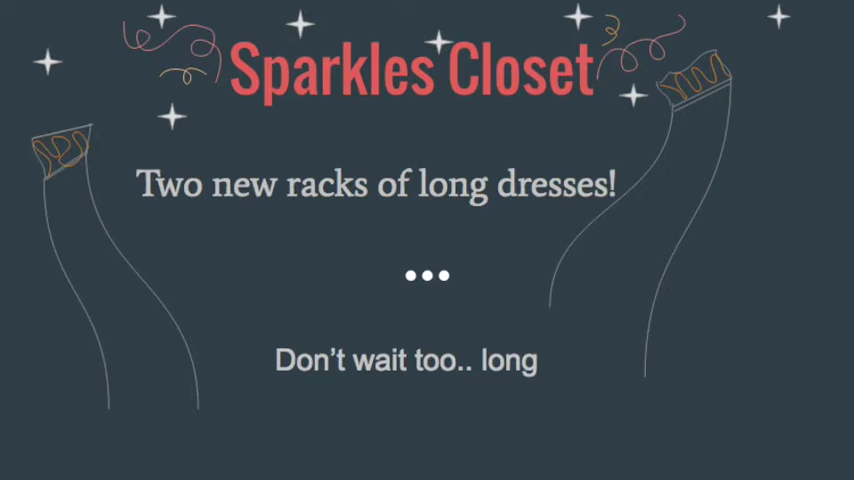 Sparkles Closet
Two new racks of long dresses!
Don’t wait too.. long